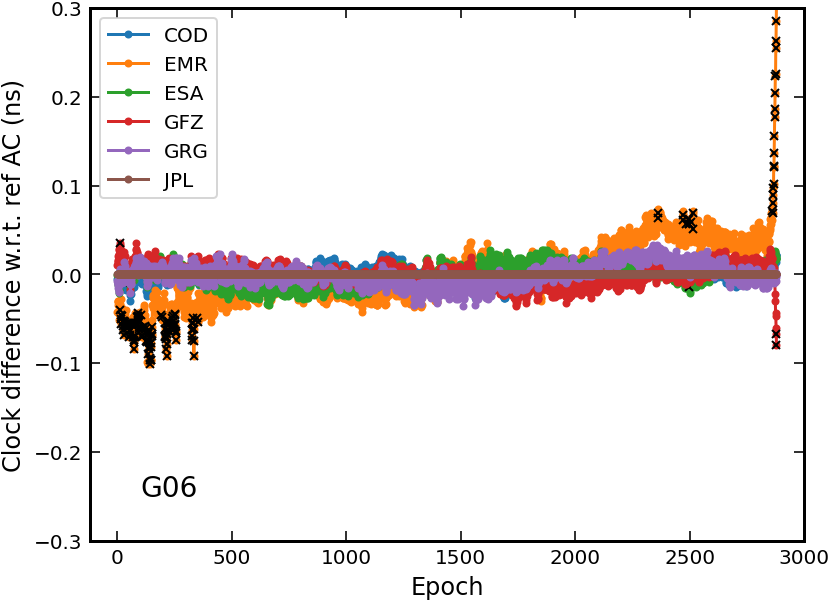 Clock difference w.r.t. ref AC (ns)
0.3
0.2
0.1
0.0
−0.1
−0.2
−0.3
COD
EMR
ESA
GFZ
GRG
JPL
G06
0 500 1000 1500 2000 2500 3000
Epoch